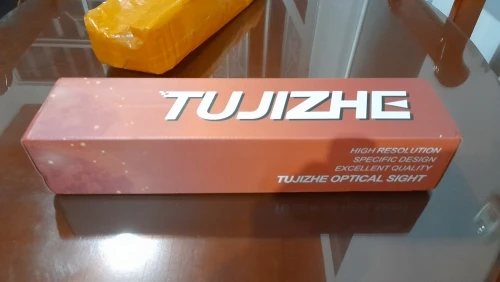 TUJIZHE
HIGH RESOLUTION
SPECIFIC DESIGN
EXCELLENT QUALITY
TUJIZHE OPTICAL SIGHT